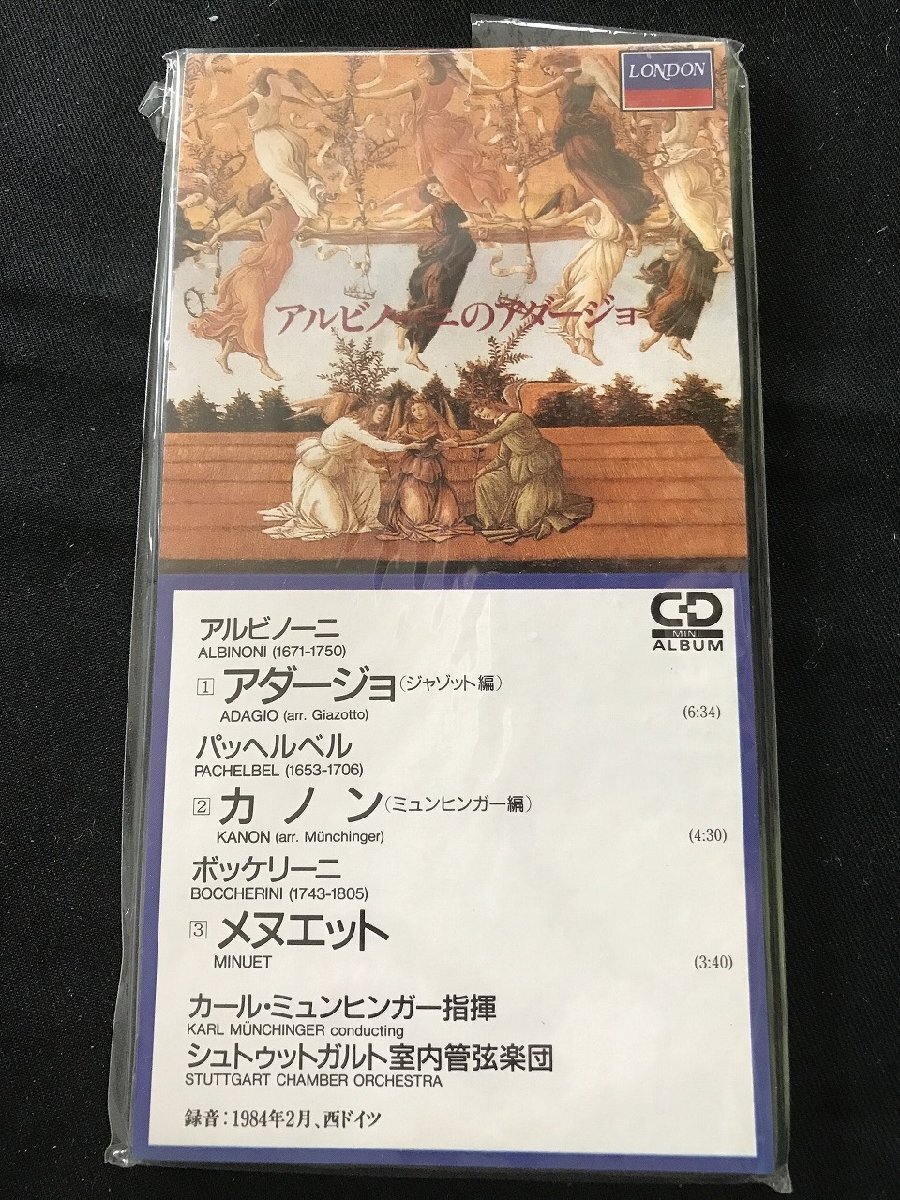 LONDON
アルビノーニのアダージョ
CD
MINI
ALBUM
アルビノーニ
ALBINONI (1671-1750)
1 アダージョ(ジャゾット編)
ADAGIO (arr. Giazotto) (6:34)
パッヘルベル
PACHELBEL (1653-1706)
2 カノン(ミュンヒンガー編)
KANON (arr. Münchinger) (4:30)
ボッケリーニ
BOCCHERINI (1743-1805)
3 メヌエット
MINUET (3:40)
カール・ミュンヒンガー指揮
KARL MÜNCHINGER conducting
シュトゥットガルト室内管弦楽団
STUTTGART CHAMBER ORCHESTRA
録音:1984年2月、西ドイツ